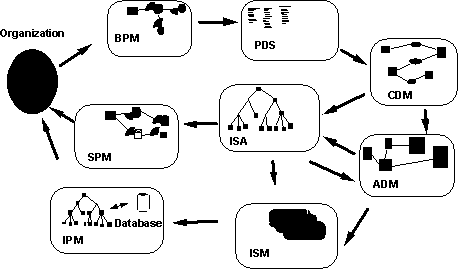 Organization
BPM
PDS
CDM
ISA
SPM
ADM
Database
IPM
ISM